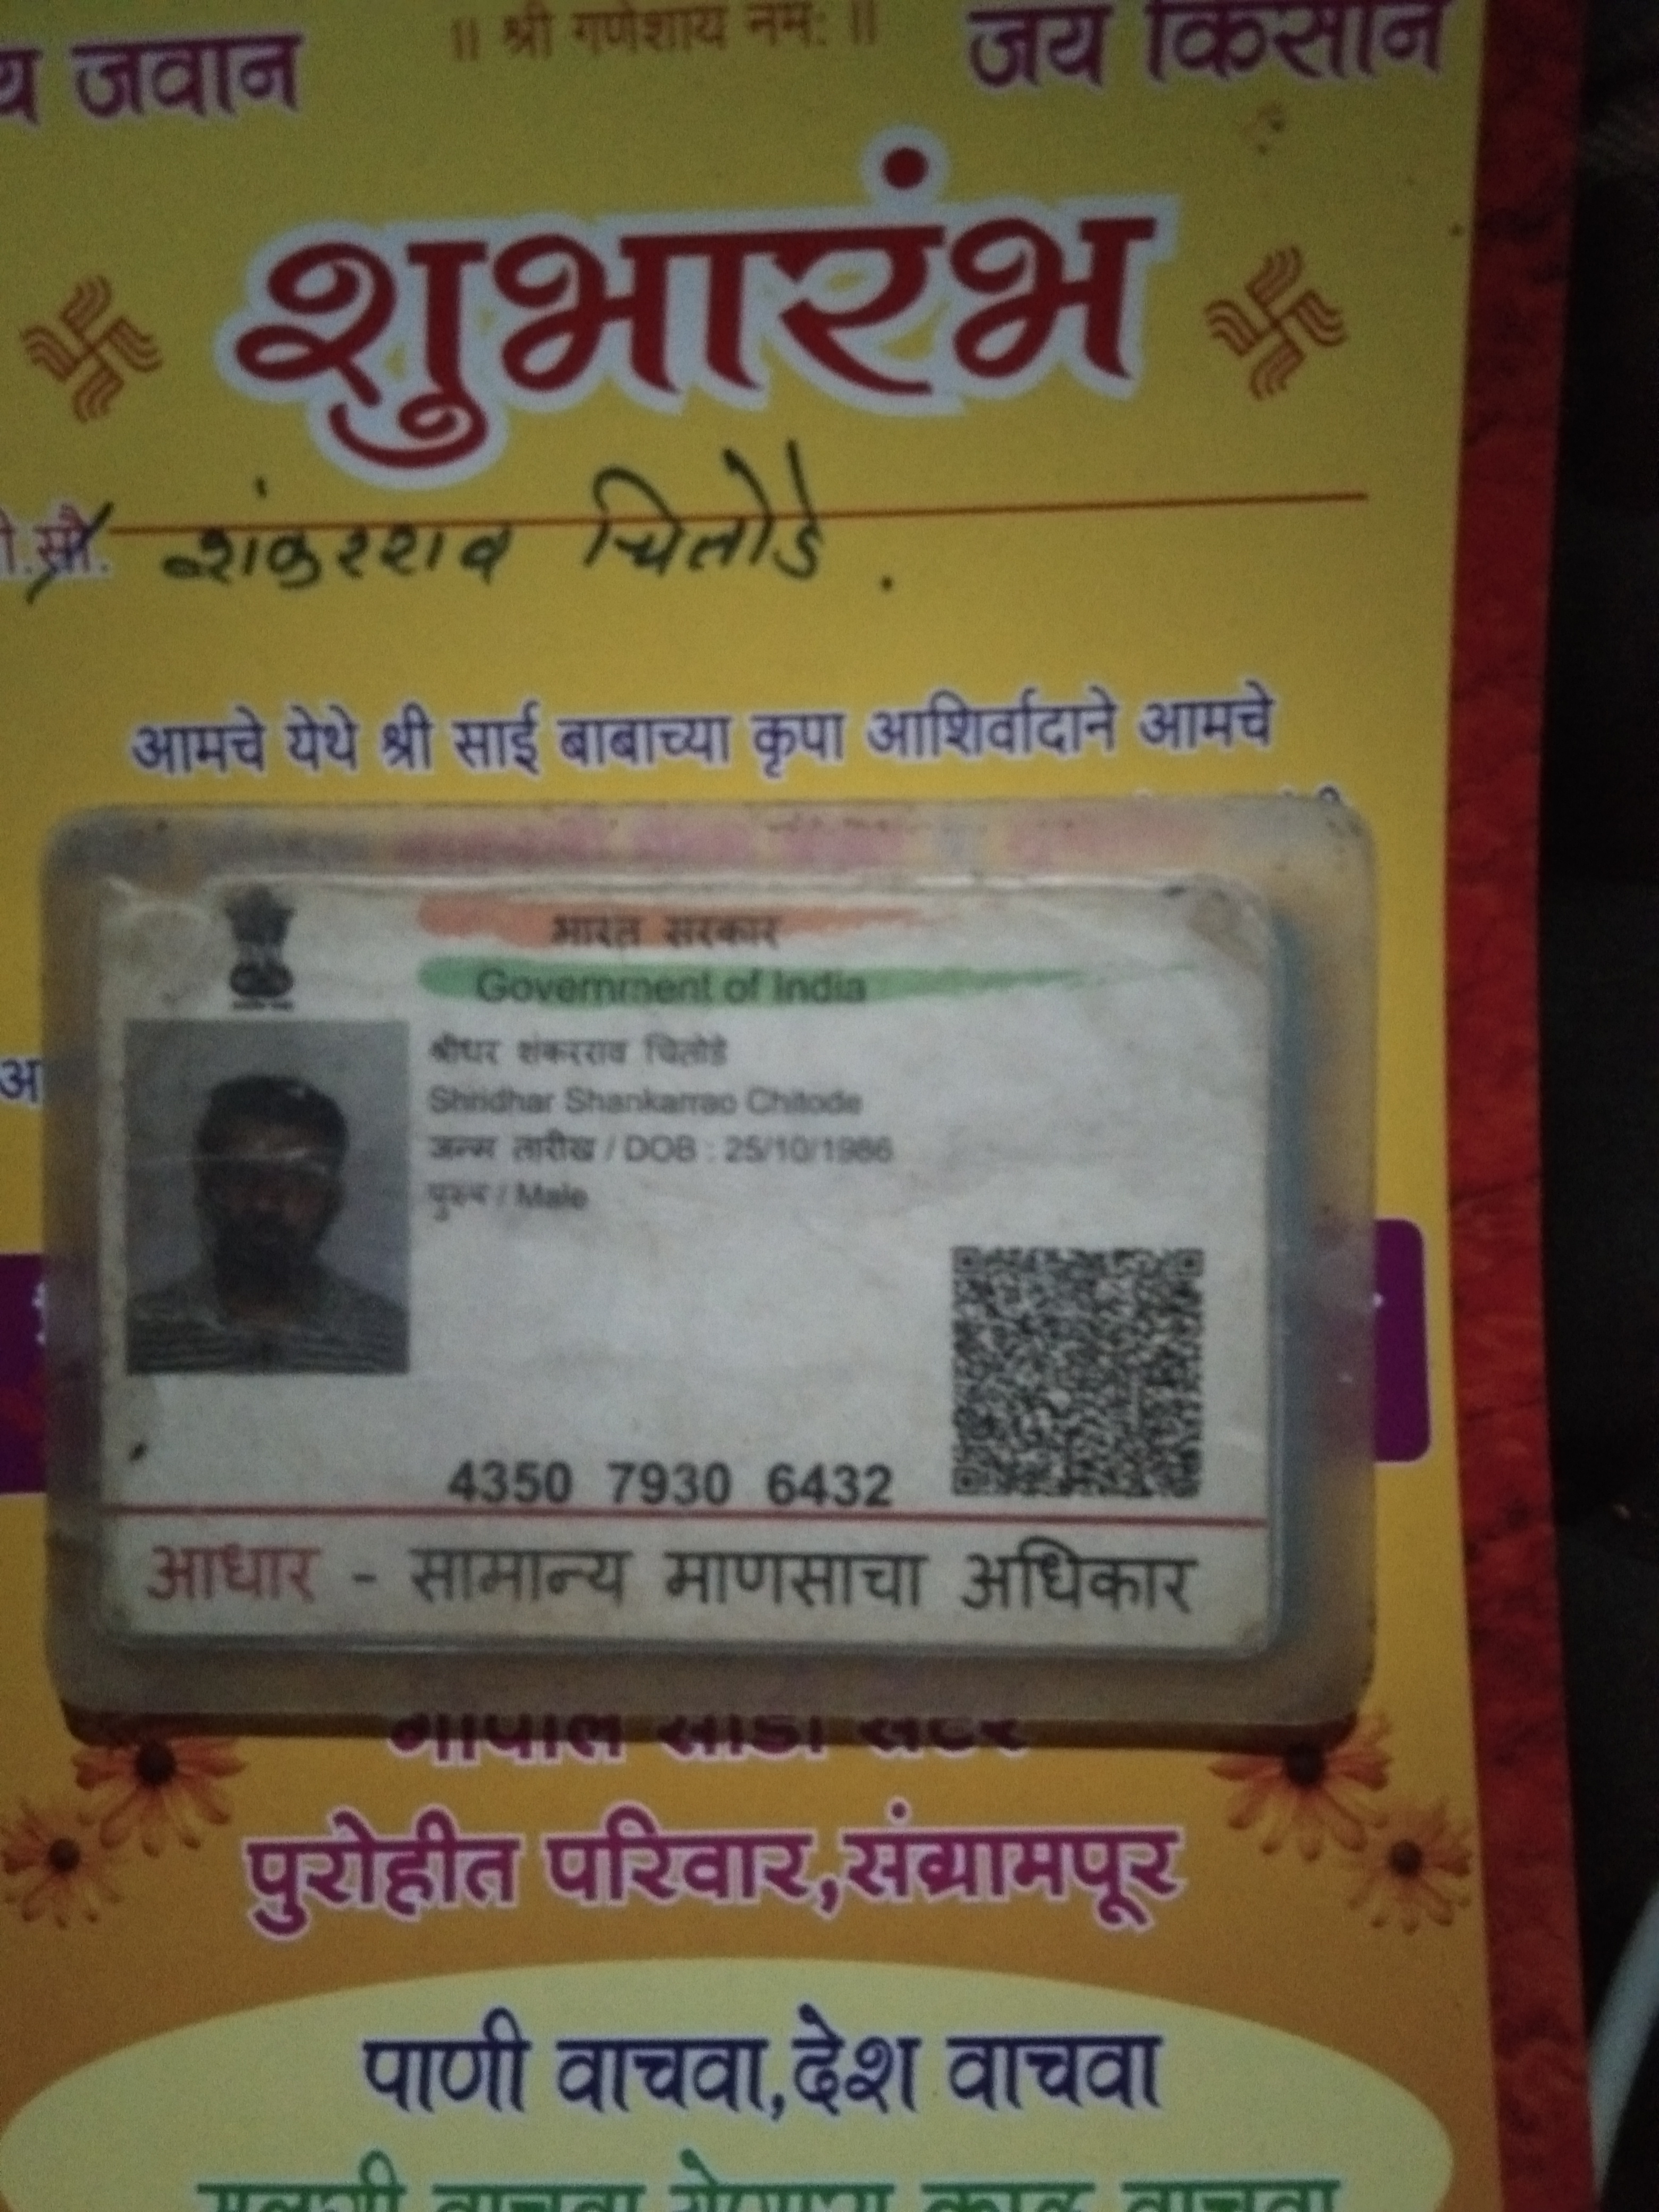 य जवान ॥ श्री गणेशाय नम: ॥ जय किसान
शुभारंभ
शंकरराव चितोडे.
आमचे येथे श्री साई बाबाच्या कृपा आशिर्वादाने आमचे
भारत सरकार
Government of India
श्रीधर शंकरराव चितोडे
Shridhar Shankarrao Chitode
जन्म तारीख / DOB : 25/10/1986
पुरुष / Male
4350 7930 6432
आधार - सामान्य माणसाचा अधिकार
पुरोहीत परिवार,संग्रामपूर
पाणी वाचवा,देश वाचवा